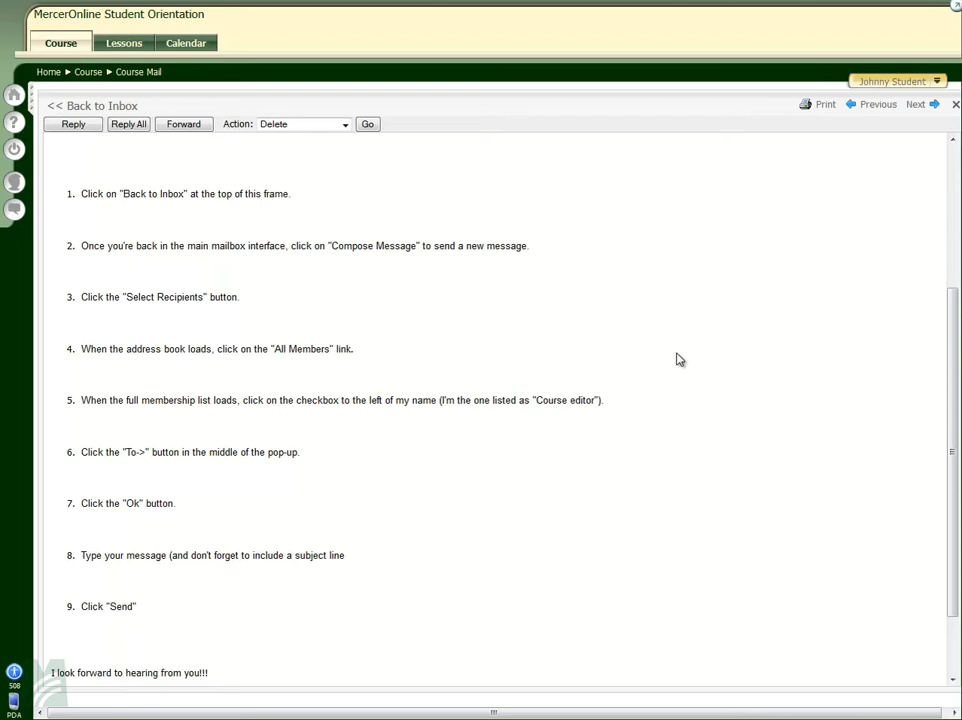 MercerOnline Student Orientation
Course Lessons Calendar
Home ▶ Course ▶ Course Mail
Johnny Student
<< Back to Inbox
Print Previous Next
Reply Reply All Forward Action: Delete Go
1. Click on "Back to Inbox" at the top of this frame.
2. Once you're back in the main mailbox interface, click on "Compose Message" to send a new message.
3. Click the "Select Recipients" button.
4. When the address book loads, click on the "All Members" link.
5. When the full membership list loads, click on the checkbox to the left of my name (I'm the one listed as "Course editor").
6. Click the "To->" button in the middle of the pop-up.
7. Click the "Ok" button.
8. Type your message (and don't forget to include a subject line
9. Click "Send"
I look forward to hearing from you!!!
508
PDA